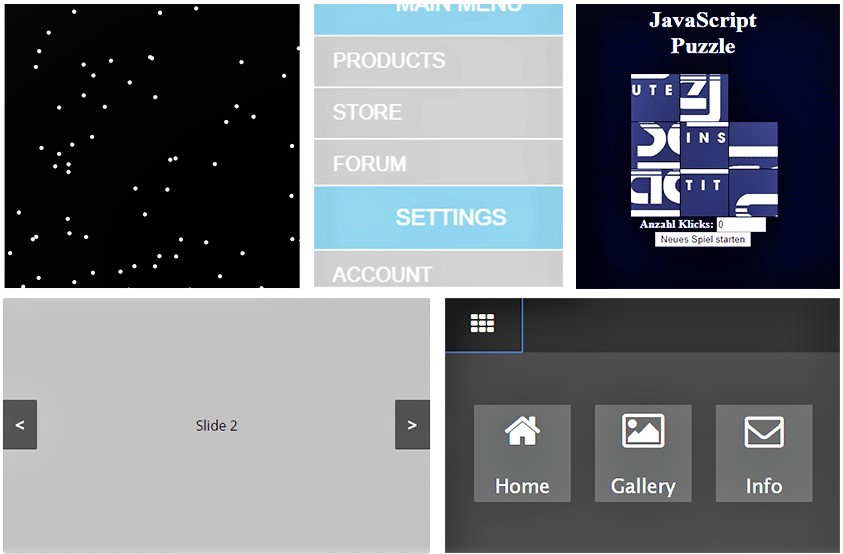 MAIN MENU
PRODUCTS
STORE
FORUM
SETTINGS
ACCOUNT
JavaScript
Puzzle
UTE
INS
TIT
Anzahl Klicks: 0
Neues Spiel starten
<
Slide 2
>
Home
Gallery
Info